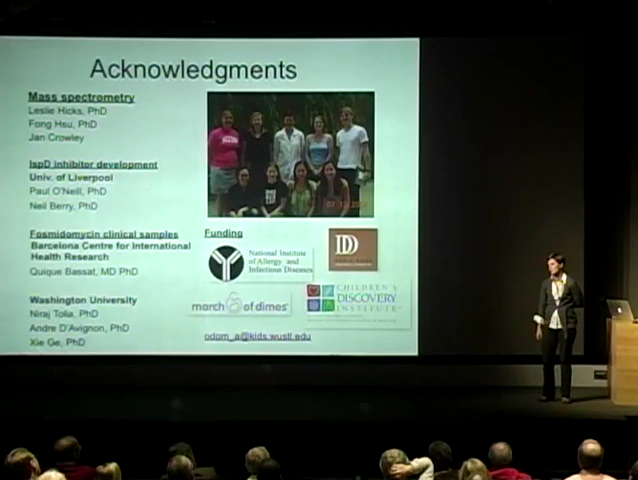 Acknowledgments
Mass spectrometry
Leslie Hicks, PhD
Fong Hsu, PhD
Jan Crowley
IspD inhibitor development
Univ. of Liverpool
Paul O'Neill, PhD
Neil Berry, PhD
Fosmidomycin clinical samples
Barcelona Centre for International
Health Research
Quique Bassat, MD PhD
Washington University
Niraj Tolia, PhD
Andre D'Avignon, PhD
Xie Ge, PhD
Funding
National Institute
of Allergy and
Infectious Diseases
march of dimes
CHILDREN'S
DISCOVERY
INSTITUTE
odom_a@kids.wustl.edu